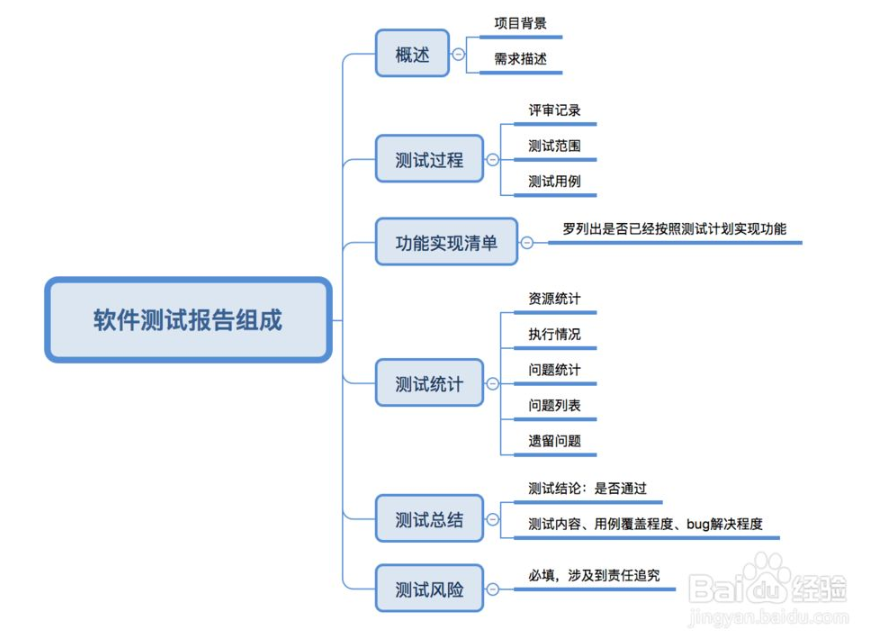 软件测试报告组成
概述
项目背景
需求描述
测试过程
评审记录
测试范围
测试用例
功能实现清单
罗列出是否已经按照测试计划实现功能
测试统计
资源统计
执行情况
问题统计
问题列表
遗留问题
测试总结
测试结论：是否通过
测试内容、用例覆盖程度、bug解决程度
测试风险
必填，涉及到责任追究
Baidu 经验
jingyan.baidu.com